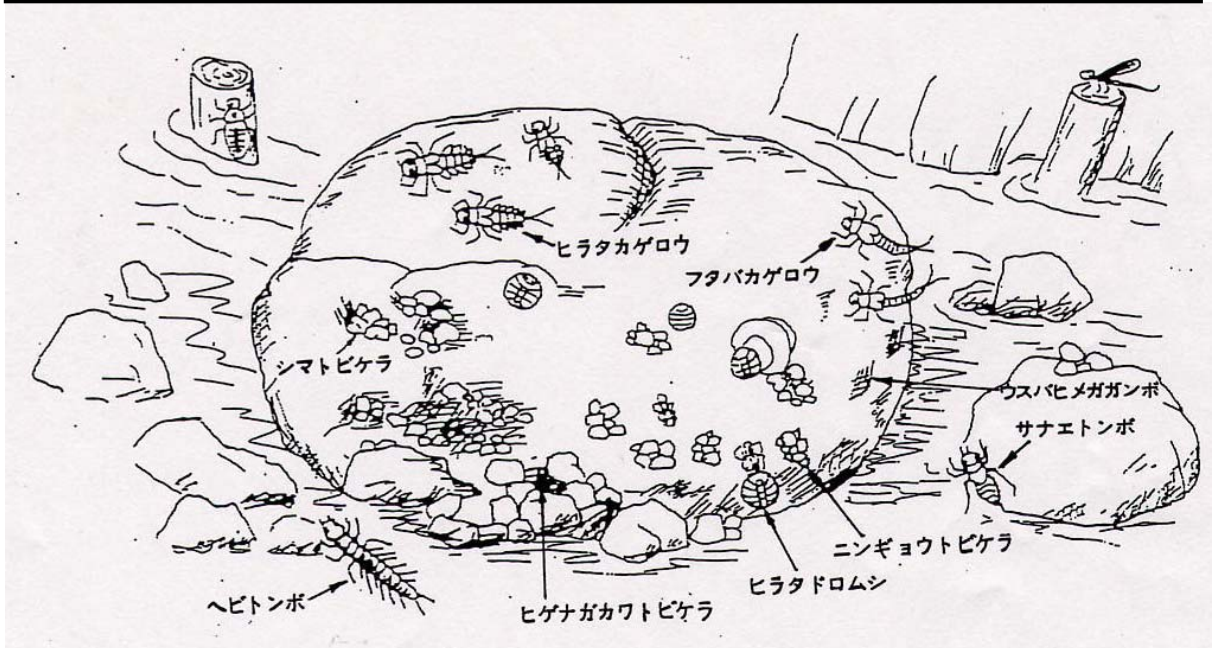 ヒラタカゲロウ
フタバカゲロウ
シマトビケラ
ウスバヒメガガンボ
サナエトンボ
ニンギョウトビケラ
ヒラタドロムシ
ヘビトンボ
ヒゲナガカワトビケラ